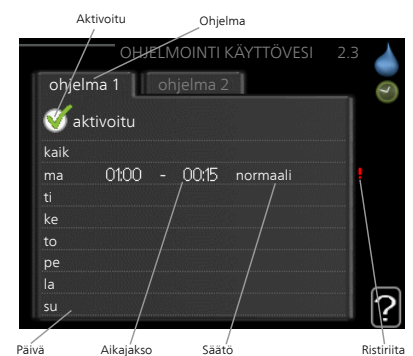 Aktivoitu Ohjelma
OHJELMOINTI KÄYTTÖVESI 2.3
ohjelma 1 ohjelma 2
aktivoitu
kaik
ma 01:00 - 00:15 normaali !
ti
ke
to
pe
la
su ?
Päivä Aikajakso Säätö Ristiriita